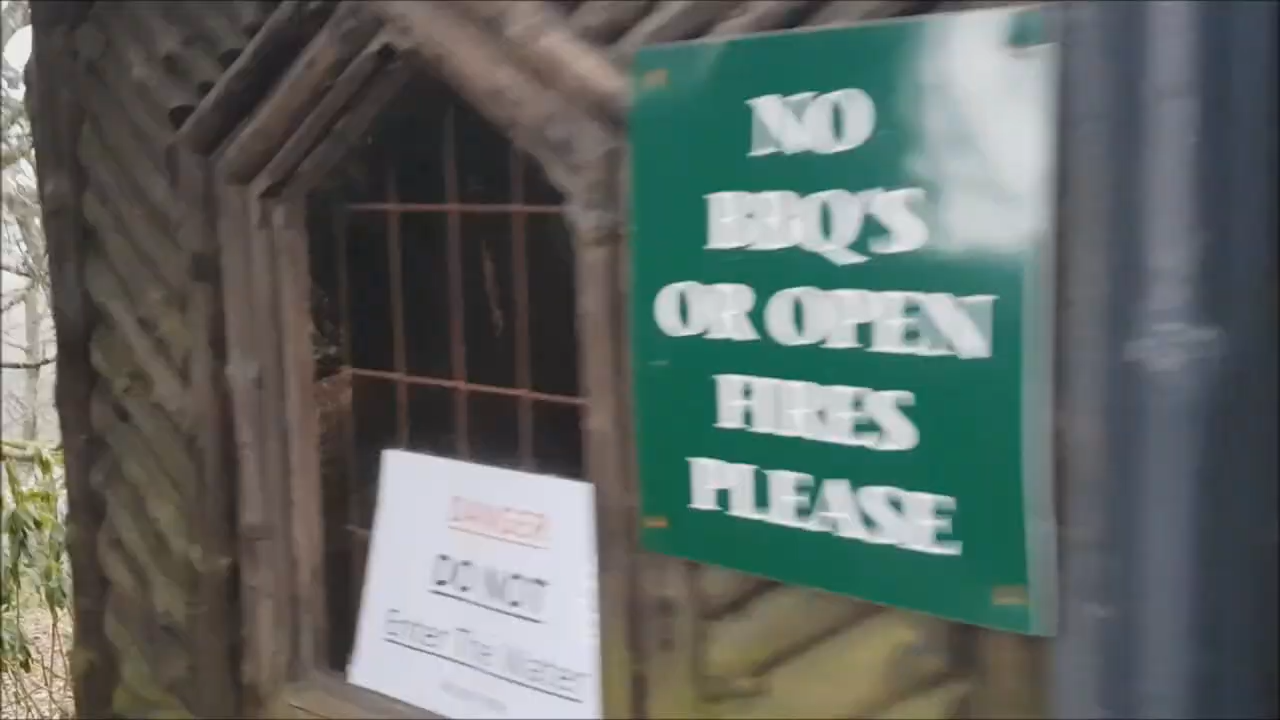 NO
BBQ'S
OR OPEN
FIRES
PLEASE
DANGER
DO NOT
Enter The Water